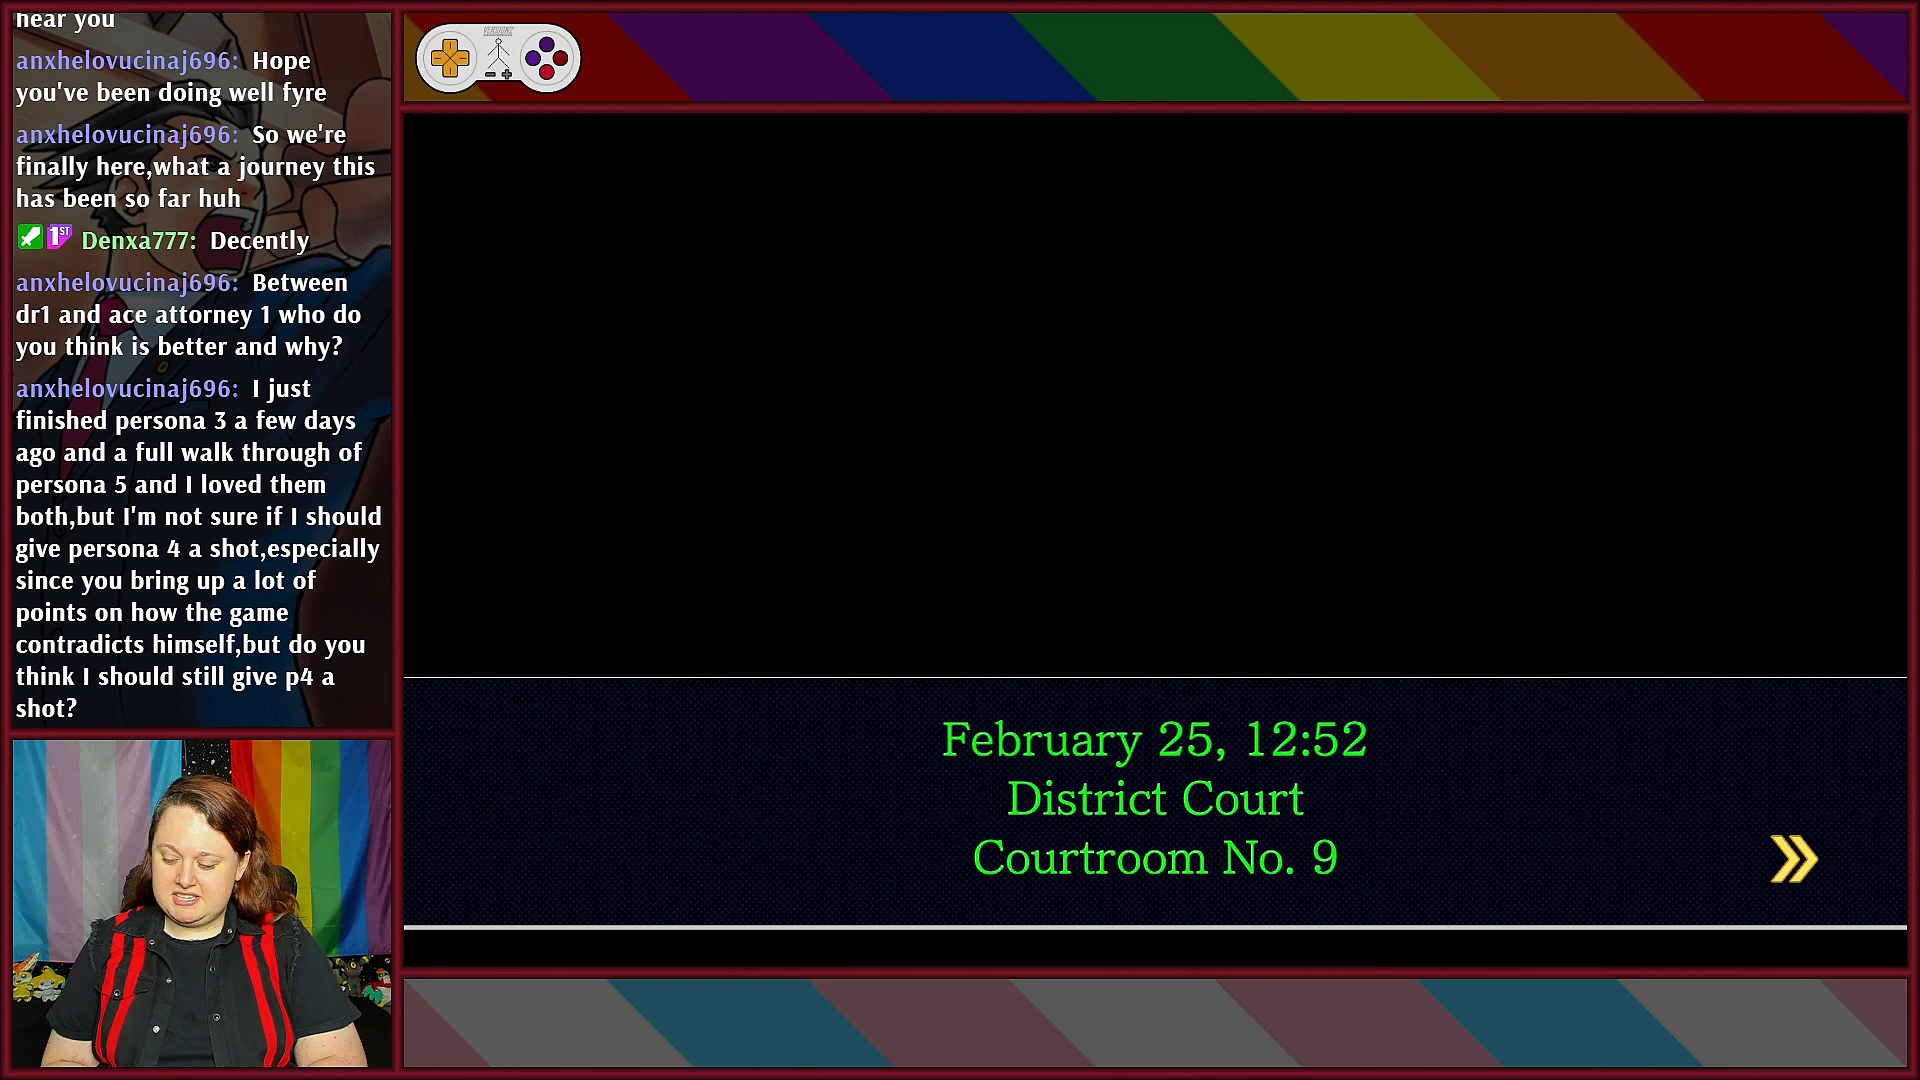 hear you
anxhelovucinaj696: Hope
you've been doing well fyre
anxhelovucinaj696: So we're
finally here,what a journey this
has been so far huh
1ST Denxa777: Decently
anxhelovucinaj696: Between
dr1 and ace attorney 1 who do
you think is better and why?
anxhelovucinaj696: I just
finished persona 3 a few days
ago and a full walk through of
persona 5 and I loved them
both,but I'm not sure if I should
give persona 4 a shot,especially
since you bring up a lot of
points on how the game
contradicts himself,but do you
think I should still give p4 a
shot?
VERSIONZ
February 25, 12:52
District Court
Courtroom No. 9